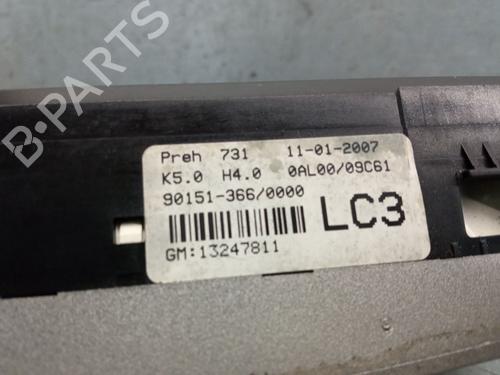 Preh 731 11-01-2007
K5.0 H4.0 0AL00/09C61
90151-366/0000
LC3
GM:13247811
B-PARTS